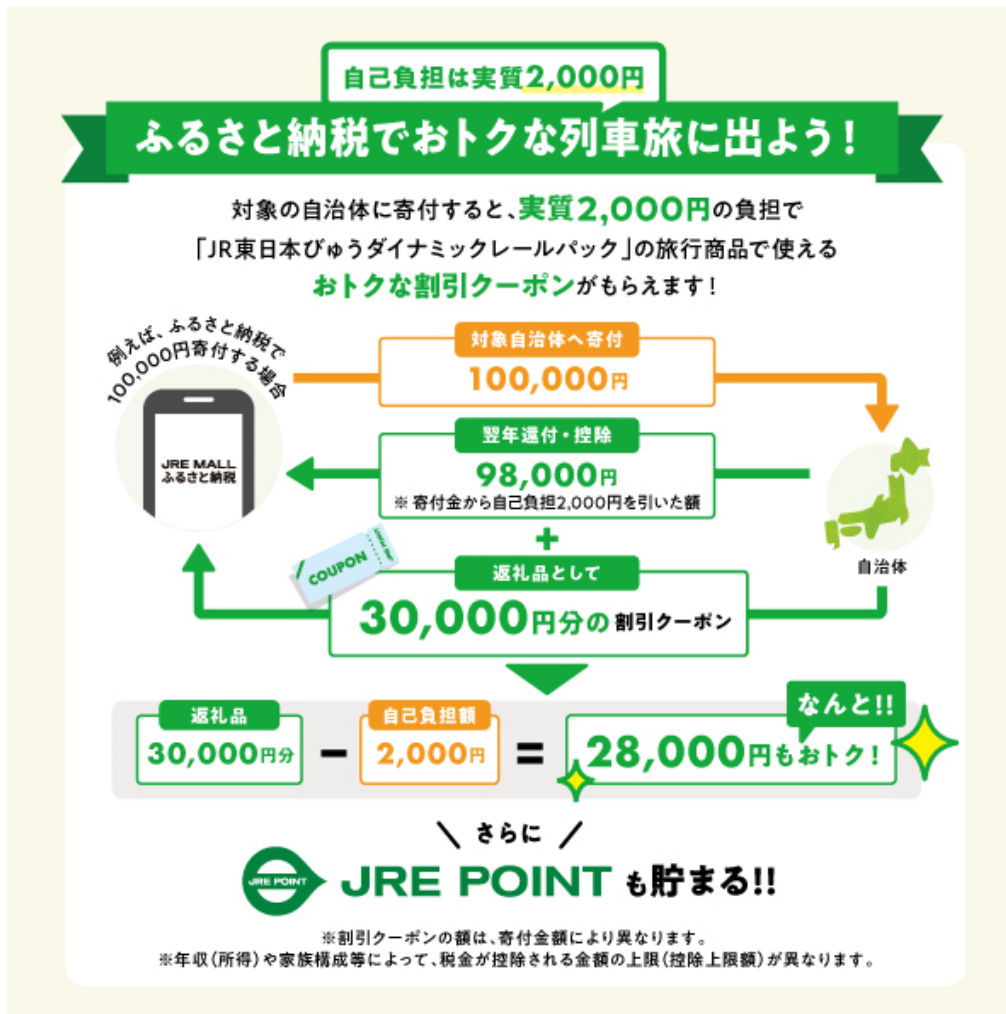 自己負担は実質2,000円
ふるさと納税でおトクな列車旅に出よう!
対象の自治体に寄付すると、実質2,000円の負担で
「JR東日本びゅうダイナミックレールパック」の旅行商品で使える
おトクな割引クーポンがもらえます!
例えば、ふるさと納税で
100,000円寄付する場合
対象自治体へ寄付
100,000円
JRE MALL
ふるさと納税
翌年還付・控除
98,000円
※ 寄付金から自己負担2,000円を引いた額
+
自治体
COUPON
返礼品として
30,000円分の割引クーポン
返礼品
30,000円分
−
自己負担額
2,000円
=
なんと!!
28,000円もおトク!
\ さらに /
JRE POINT
JRE POINT も貯まる!!
※割引クーポンの額は、寄付金額により異なります。
※年収(所得)や家族構成等によって、税金が控除される金額の上限(控除上限額)が異なります。